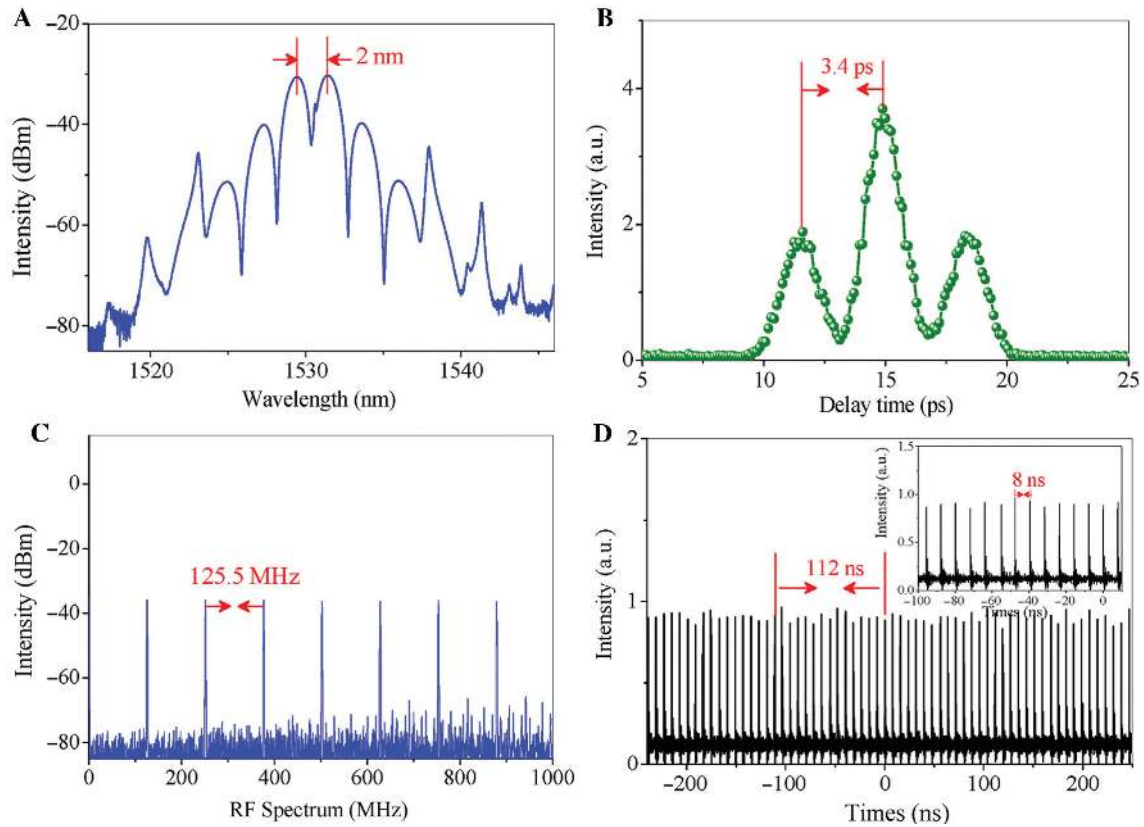 A
−20
−40
−60
−80
Intensity (dBm)
2 nm
1520
1530
1540
Wavelength (nm)
B
4
2
0
Intensity (a.u.)
3.4 ps
5
10
15
20
25
Delay time (ps)
C
0
−20
−40
−60
−80
Intensity (dBm)
125.5 MHz
0
200
400
600
800
1000
RF Spectrum (MHz)
D
2
1
0
Intensity (a.u.)
112 ns
−200
−100
0
100
200
Times (ns)
1.5
1.0
0.5
0.0
Intensity (a.u.)
8 ns
−100
−80
−60
−40
−20
0
Times (ns)